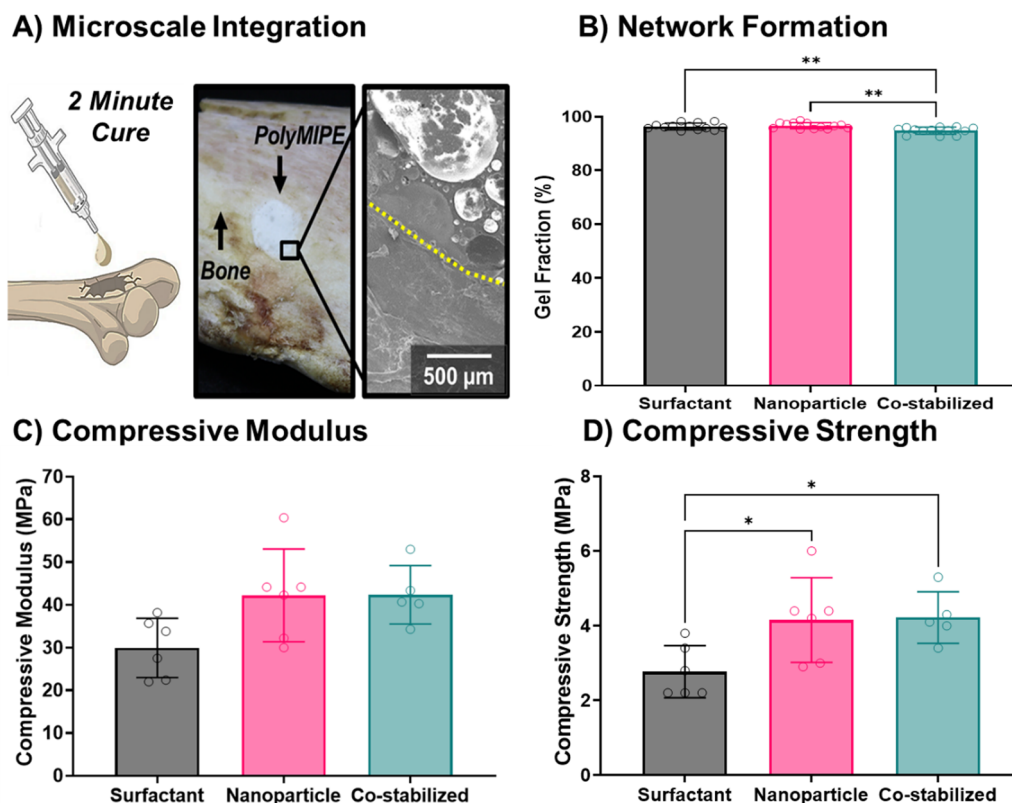 A) Microscale Integration
2 Minute
Cure
PolyMIPE
Bone
500 µm
B) Network Formation
**
**
Gel Fraction (%)
100
80
60
40
20
0
Surfactant
Nanoparticle
Co-stabilized
C) Compressive Modulus
Compressive Modulus (MPa)
70
60
50
40
30
20
10
0
Surfactant
Nanoparticle
Co-stabilized
D) Compressive Strength
*
*
Compressive Strength (MPa)
8
6
4
2
0
Surfactant
Nanoparticle
Co-stabilized